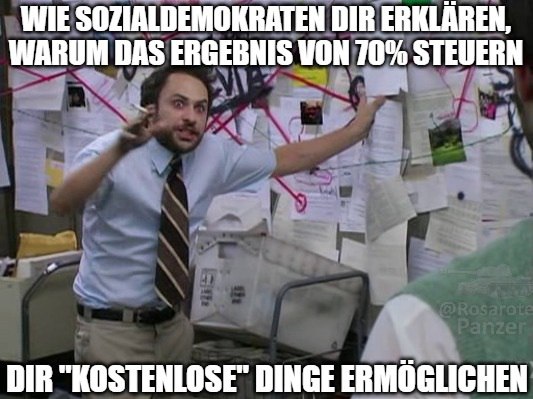 WIE SOZIALDEMOKRATEN DIR ERKLÄREN,
WARUM DAS ERGEBNIS VON 70% STEUERN
@Rosarote
Panzer
DIR "KOSTENLOSE" DINGE ERMÖGLICHEN